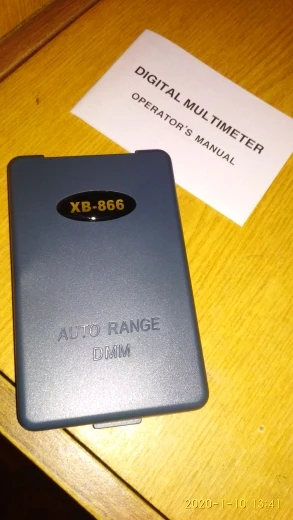 DIGITAL MULTIMETER
OPERATOR'S MANUAL
XB-866
AUTO RANGE
DMM
2020-1-10 13:41